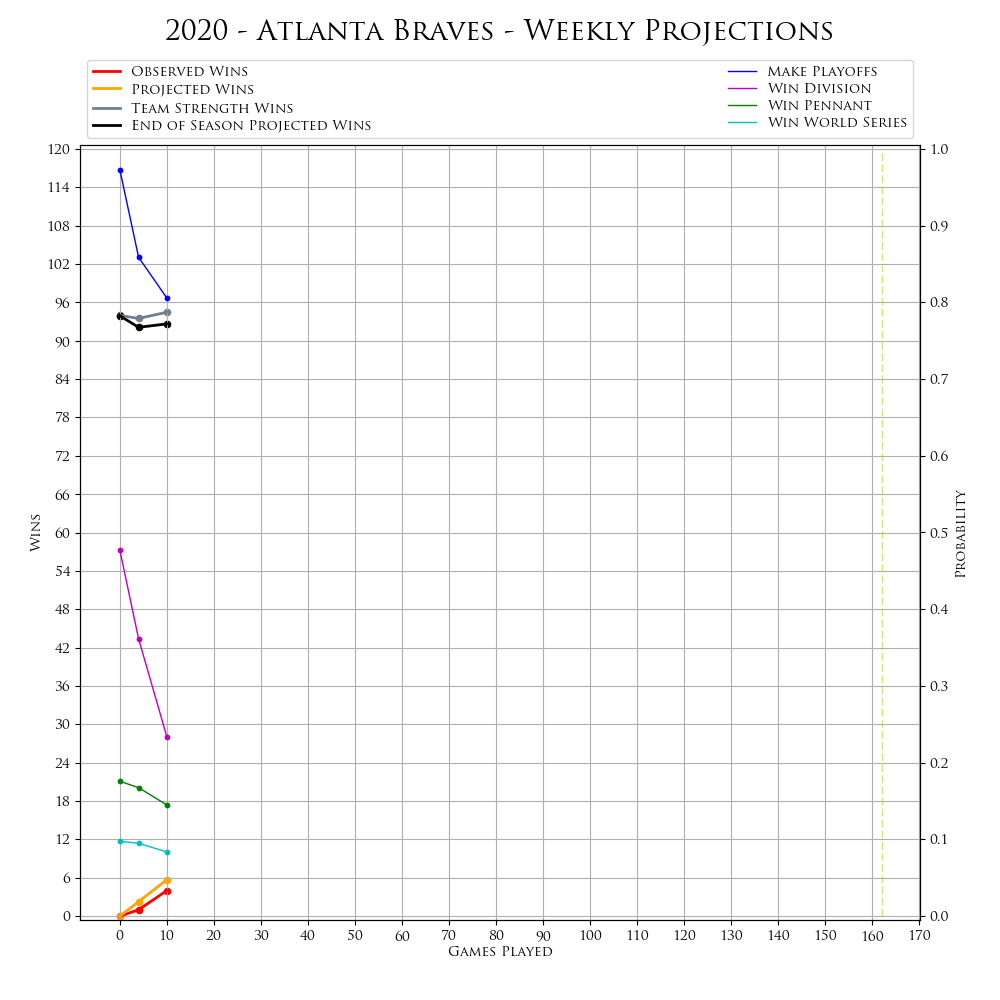 2020 - Atlanta Braves - Weekly Projections
Observed Wins
Projected Wins
Team Strength Wins
End of Season Projected Wins
Make Playoffs
Win Division
Win Pennant
Win World Series
120
114
108
102
96
90
84
78
72
66
60
54
48
42
36
30
24
18
12
6
0
Wins
1.0
0.9
0.8
0.7
0.6
0.5
0.4
0.3
0.2
0.1
0.0
Probability
0 10 20 30 40 50 60 70 80 90 100 110 120 130 140 150 160 170
Games Played